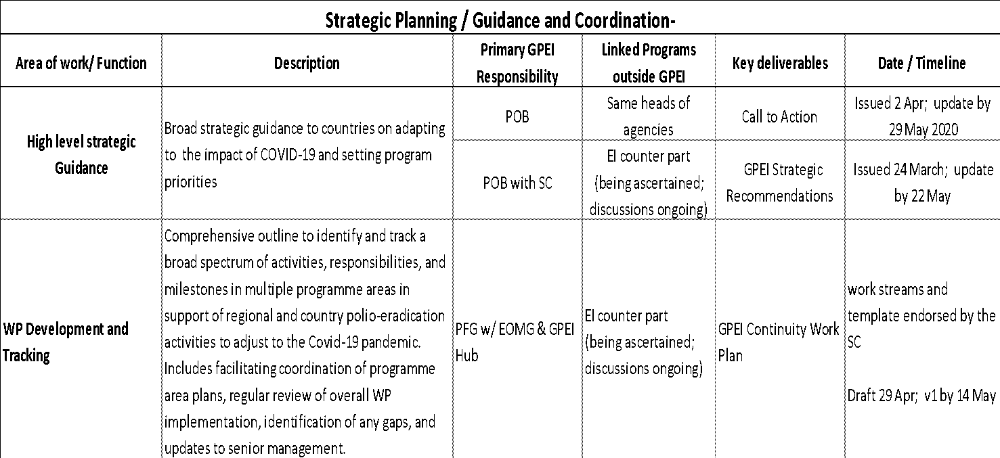 Strategic Planning / Guidance and Coordination-
Area of work/ Function
Description
Primary GPEI
Responsibility
Linked Programs
outside GPEI
Key deliverables
Date / Timeline
High level strategic
Guidance
Broad strategic guidance to countries on adapting
to the impact of COVID-19 and setting program
priorities
POB
Same heads of
agencies
Call to Action
Issued 2 Apr; update by
29 May 2020
POB with SC
EI counter part
(being ascertained;
discussions ongoing)
GPEI Strategic
Recommendations
Issued 24 March; update
by 22 May
WP Development and
Tracking
Comprehensive outline to identify and track a
broad spectrum of activities, responsibilities, and
milestones in multiple programme areas in
support of regional and country polio-eradication
activities to adjust to the Covid-19 pandemic.
Includes facilitating coordination of programme
area plans, regular review of overall WP
implementation, identification of any gaps, and
updates to senior management.
PFG w/ EOMG & GPEI
Hub
EI counter part
(being ascertained;
discussions ongoing)
GPEI Continuity Work
Plan
work streams and
template endorsed by the
SC
Draft 29 Apr; v1 by 14 May